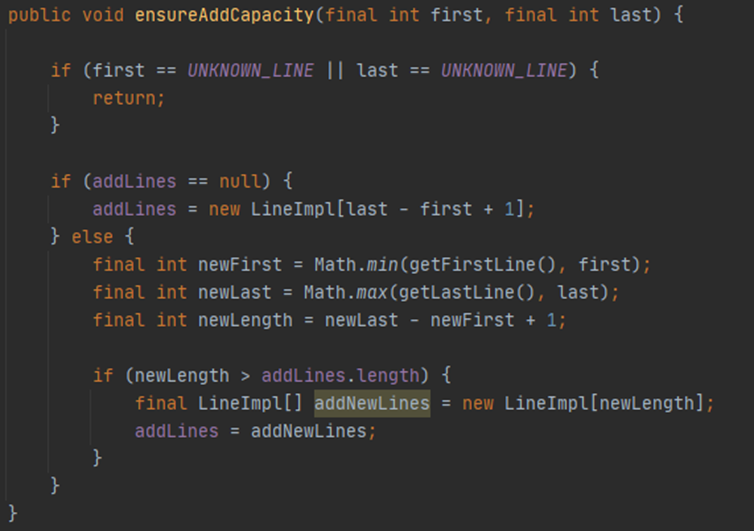 public void ensureAddCapacity(final int first, final int last) {
if (first == UNKNOWN_LINE || last == UNKNOWN_LINE) {
return;
}
if (addLines == null) {
addLines = new LineImpl[last - first + 1];
} else {
final int newFirst = Math.min(getFirstLine(), first);
final int newLast = Math.max(getLastLine(), last);
final int newLength = newLast - newFirst + 1;
if (newLength > addLines.length) {
final LineImpl[] addNewLines = new LineImpl[newLength];
addLines = addNewLines;
}
}
}